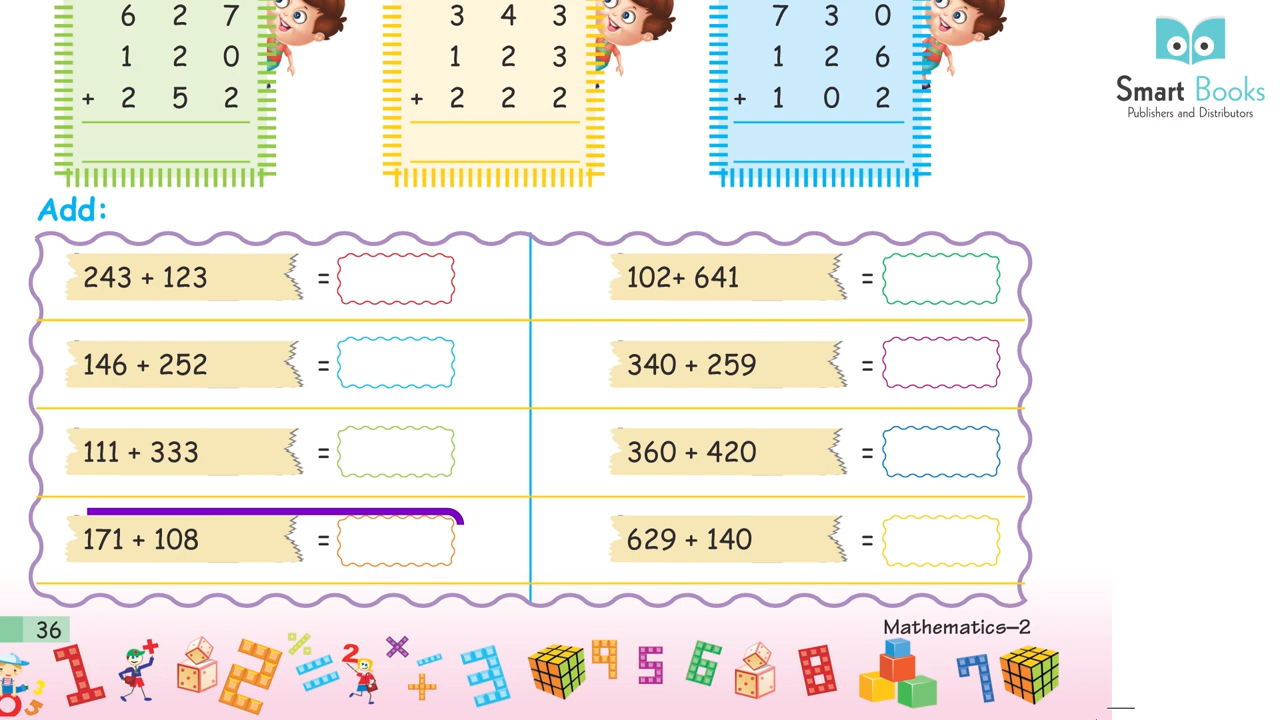 6 2 7
1 2 0
+ 2 5 2
3 4 3
1 2 3
+ 2 2 2
7 3 0
1 2 6
+ 1 0 2
Smart Books
Publishers and Distributors
Add:
243 + 123 =
102+ 641 =
146 + 252 =
340 + 259 =
111 + 333 =
360 + 420 =
171 + 108 =
629 + 140 =
36
Mathematics–2